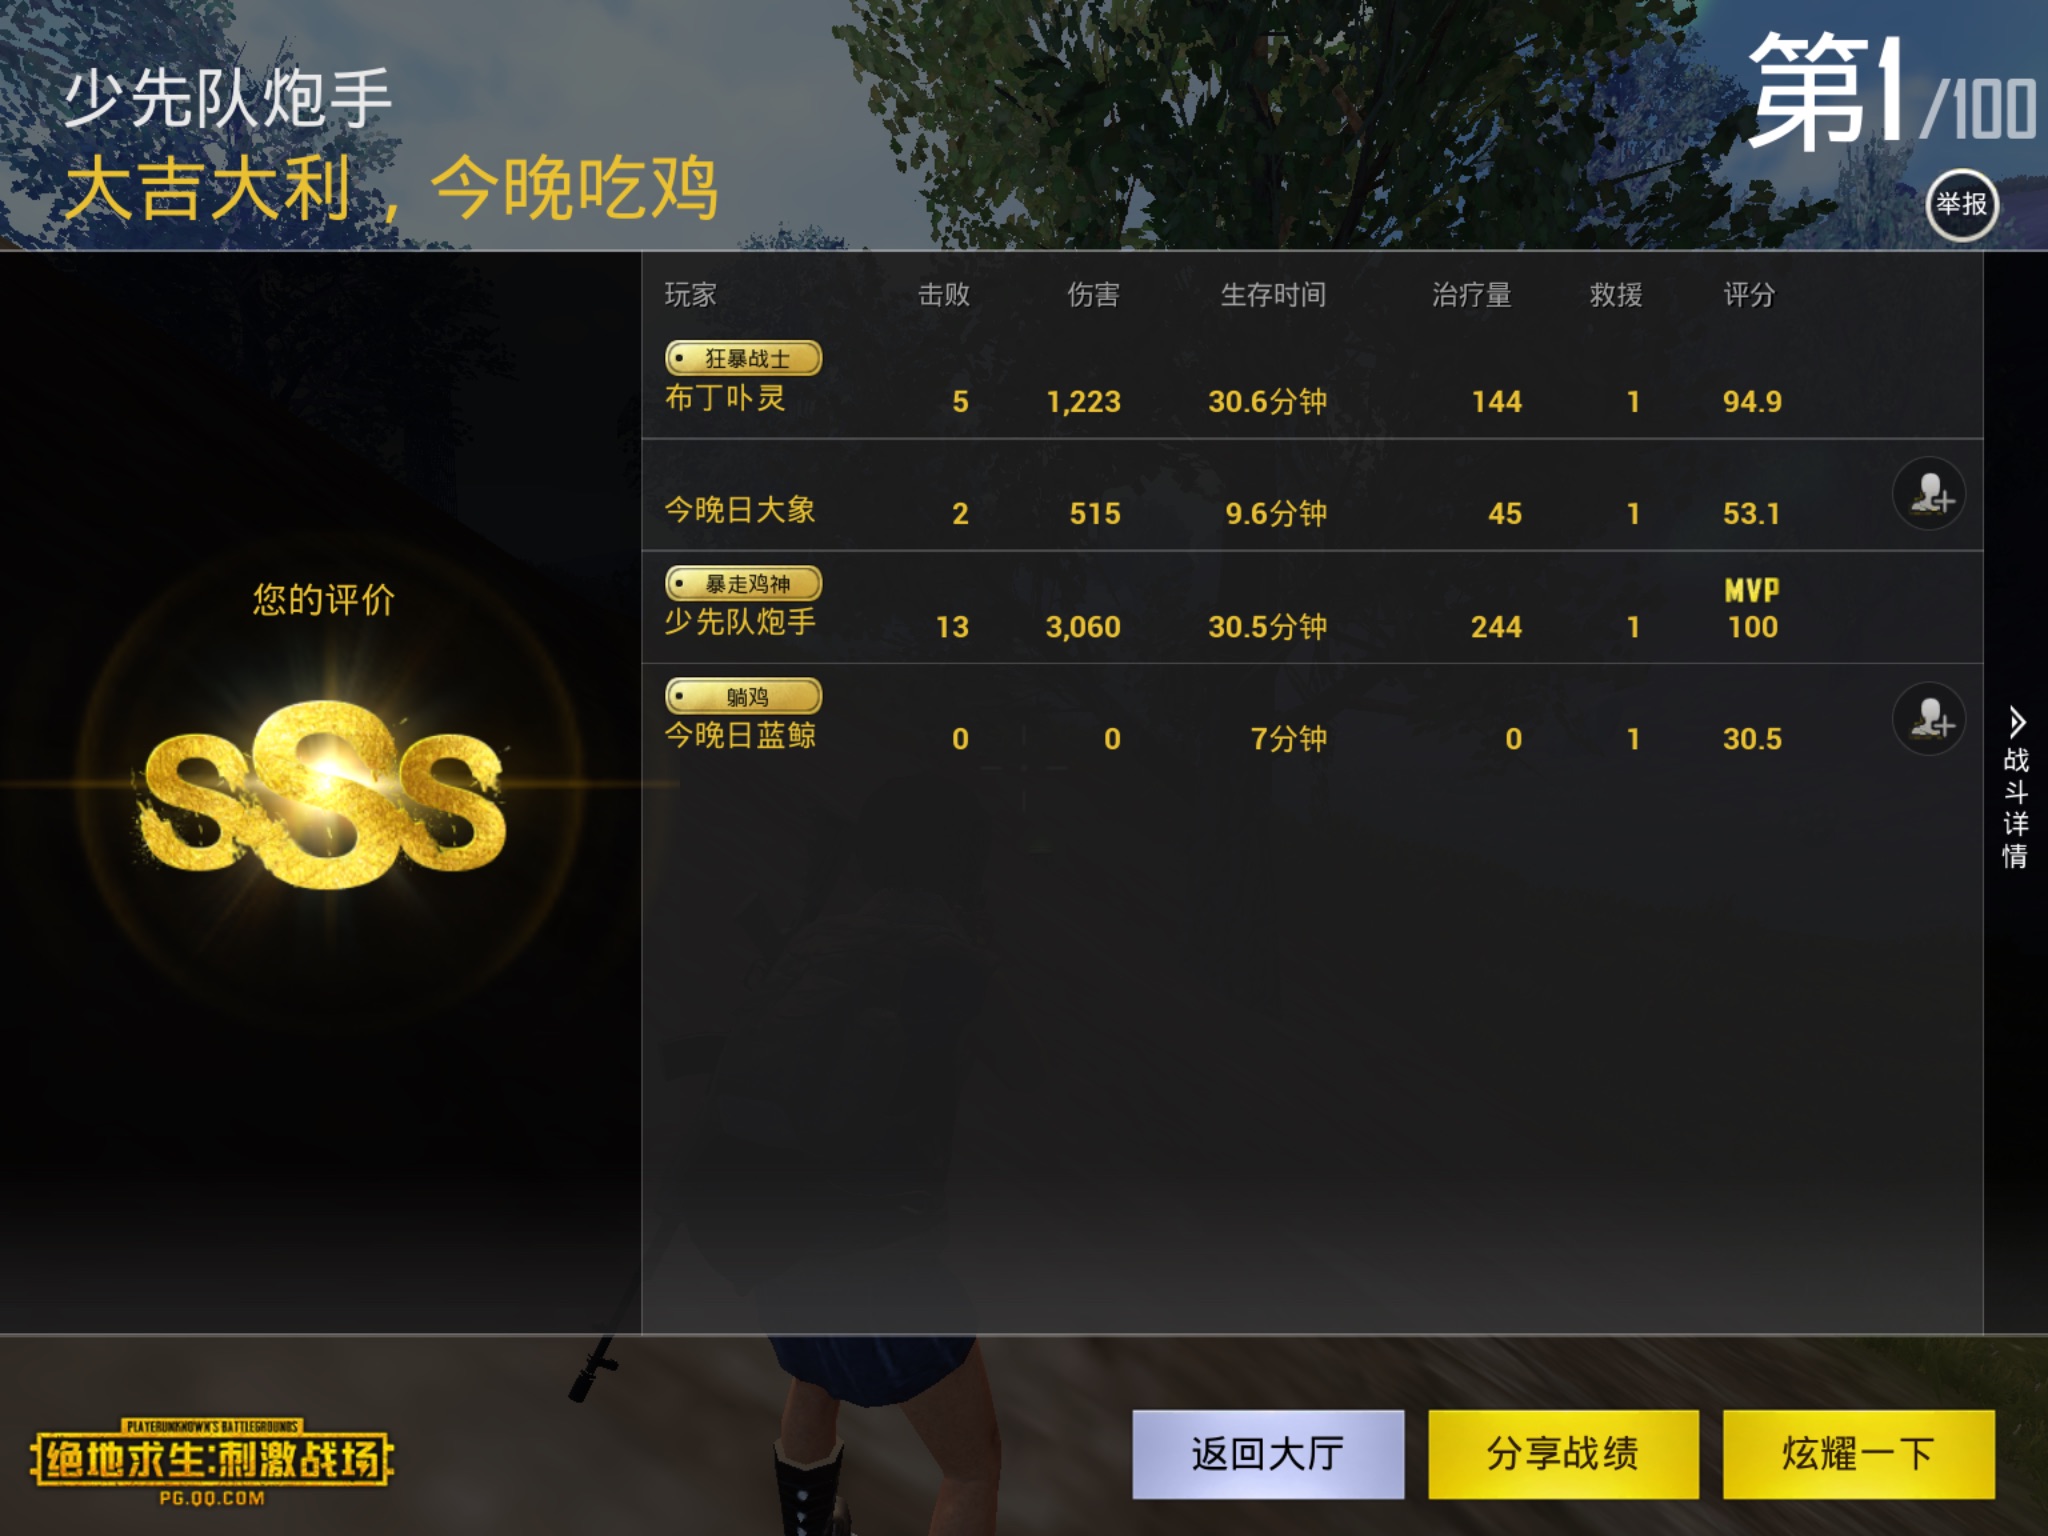 少先队炮手
大吉大利，今晚吃鸡
第1/100
举报
您的评价
SSS
玩家 击败 伤害 生存时间 治疗量 救援 评分
狂暴战士
布丁卟灵 5 1,223 30.6分钟 144 1 94.9
今晚日大象 2 515 9.6分钟 45 1 53.1
暴走鸡神 MVP
少先队炮手 13 3,060 30.5分钟 244 1 100
躺鸡
今晚日蓝鲸 0 0 7分钟 0 1 30.5
战斗详情
PLAYERUNKNOWN'S BATTLEGROUNDS
绝地求生:刺激战场
PG.QQ.COM
返回大厅 分享战绩 炫耀一下